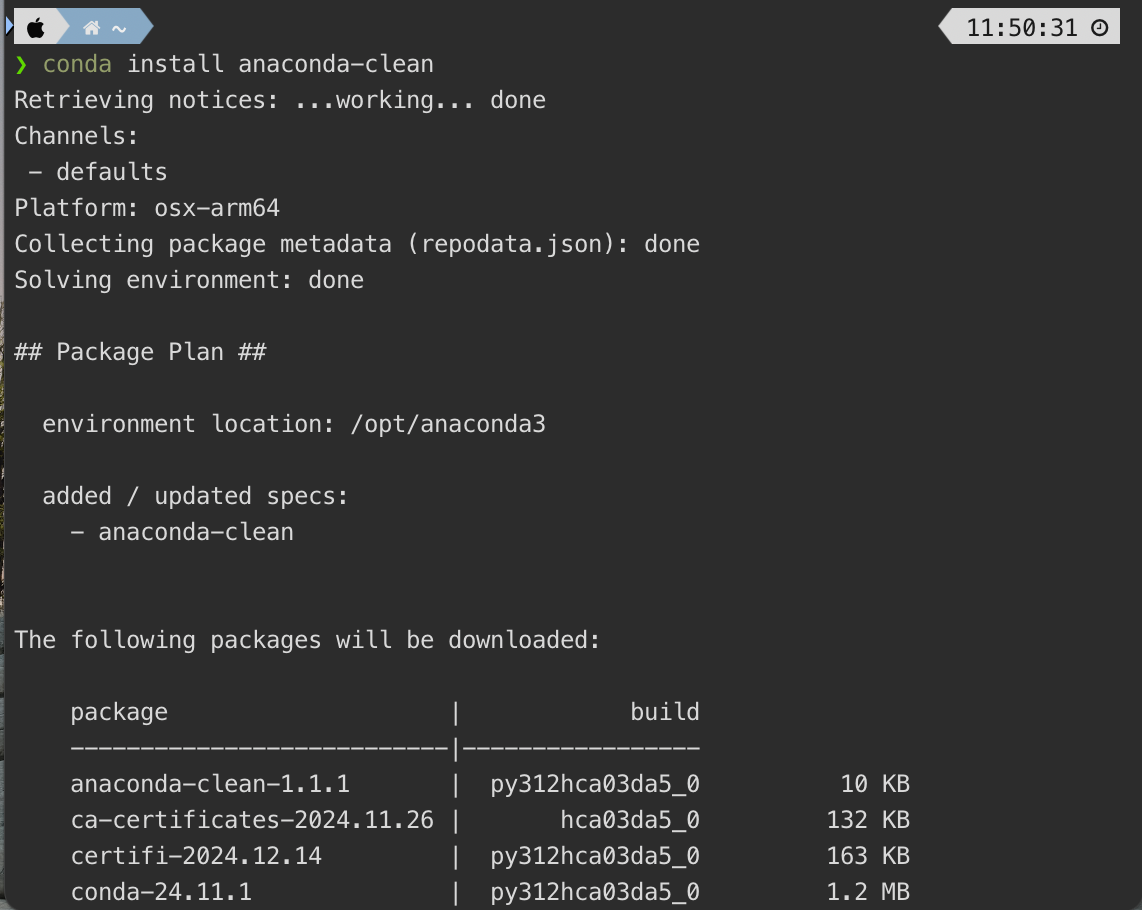 ~ 11:50:31
❯ conda install anaconda-clean
Retrieving notices: ...working... done
Channels:
 - defaults
Platform: osx-arm64
Collecting package metadata (repodata.json): done
Solving environment: done

## Package Plan ##

  environment location: /opt/anaconda3

  added / updated specs:
    - anaconda-clean


The following packages will be downloaded:

    package                    |            build
    ---------------------------|-----------------
    anaconda-clean-1.1.1       |  py312hca03da5_0          10 KB
    ca-certificates-2024.11.26 |       hca03da5_0         132 KB
    certifi-2024.12.14         |  py312hca03da5_0         163 KB
    conda-24.11.1              |  py312hca03da5_0         1.2 MB